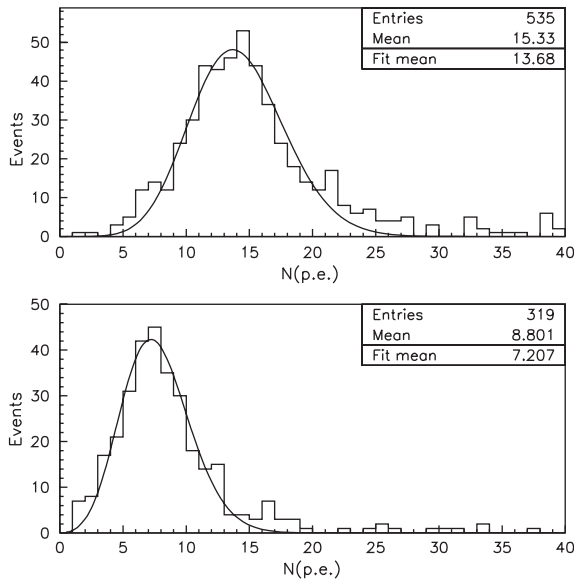 Entries 535
Mean 15.33
Fit mean 13.68
50
40
30
20
10
0
Events
0 5 10 15 20 25 30 35 40
N(p.e.)
Entries 319
Mean 8.801
Fit mean 7.207
50
40
30
20
10
0
Events
0 5 10 15 20 25 30 35 40
N(p.e.)